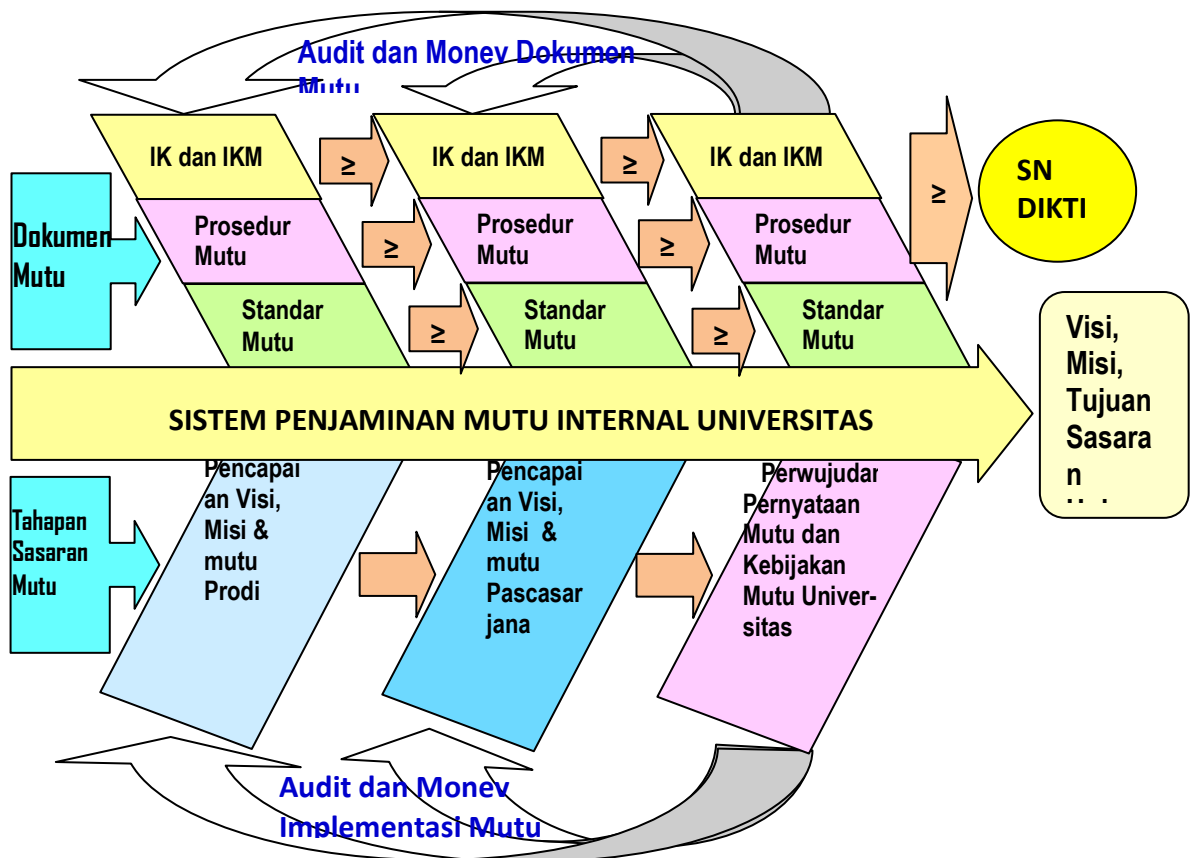 Audit dan Monev Dokumen
Mutu
IK dan IKM
≥
IK dan IKM
≥
IK dan IKM
≥
SN
DIKTI
Dokumen
Mutu
Prosedur
Mutu
≥
Prosedur
Mutu
≥
Prosedur
Mutu
Standar
Mutu
≥
Standar
Mutu
≥
Standar
Mutu
Visi,
Misi,
Tujuan
Sasara
n
SISTEM PENJAMINAN MUTU INTERNAL UNIVERSITAS
Tahapan
Sasaran
Mutu
Pencapai
an Visi,
Misi &
mutu
Prodi
Pencapai
an Visi,
Misi &
mutu
Pascasar
jana
Perwujudan
Pernyataan
Mutu dan
Kebijakan
Mutu Univer-
sitas
Audit dan Monev
Implementasi Mutu